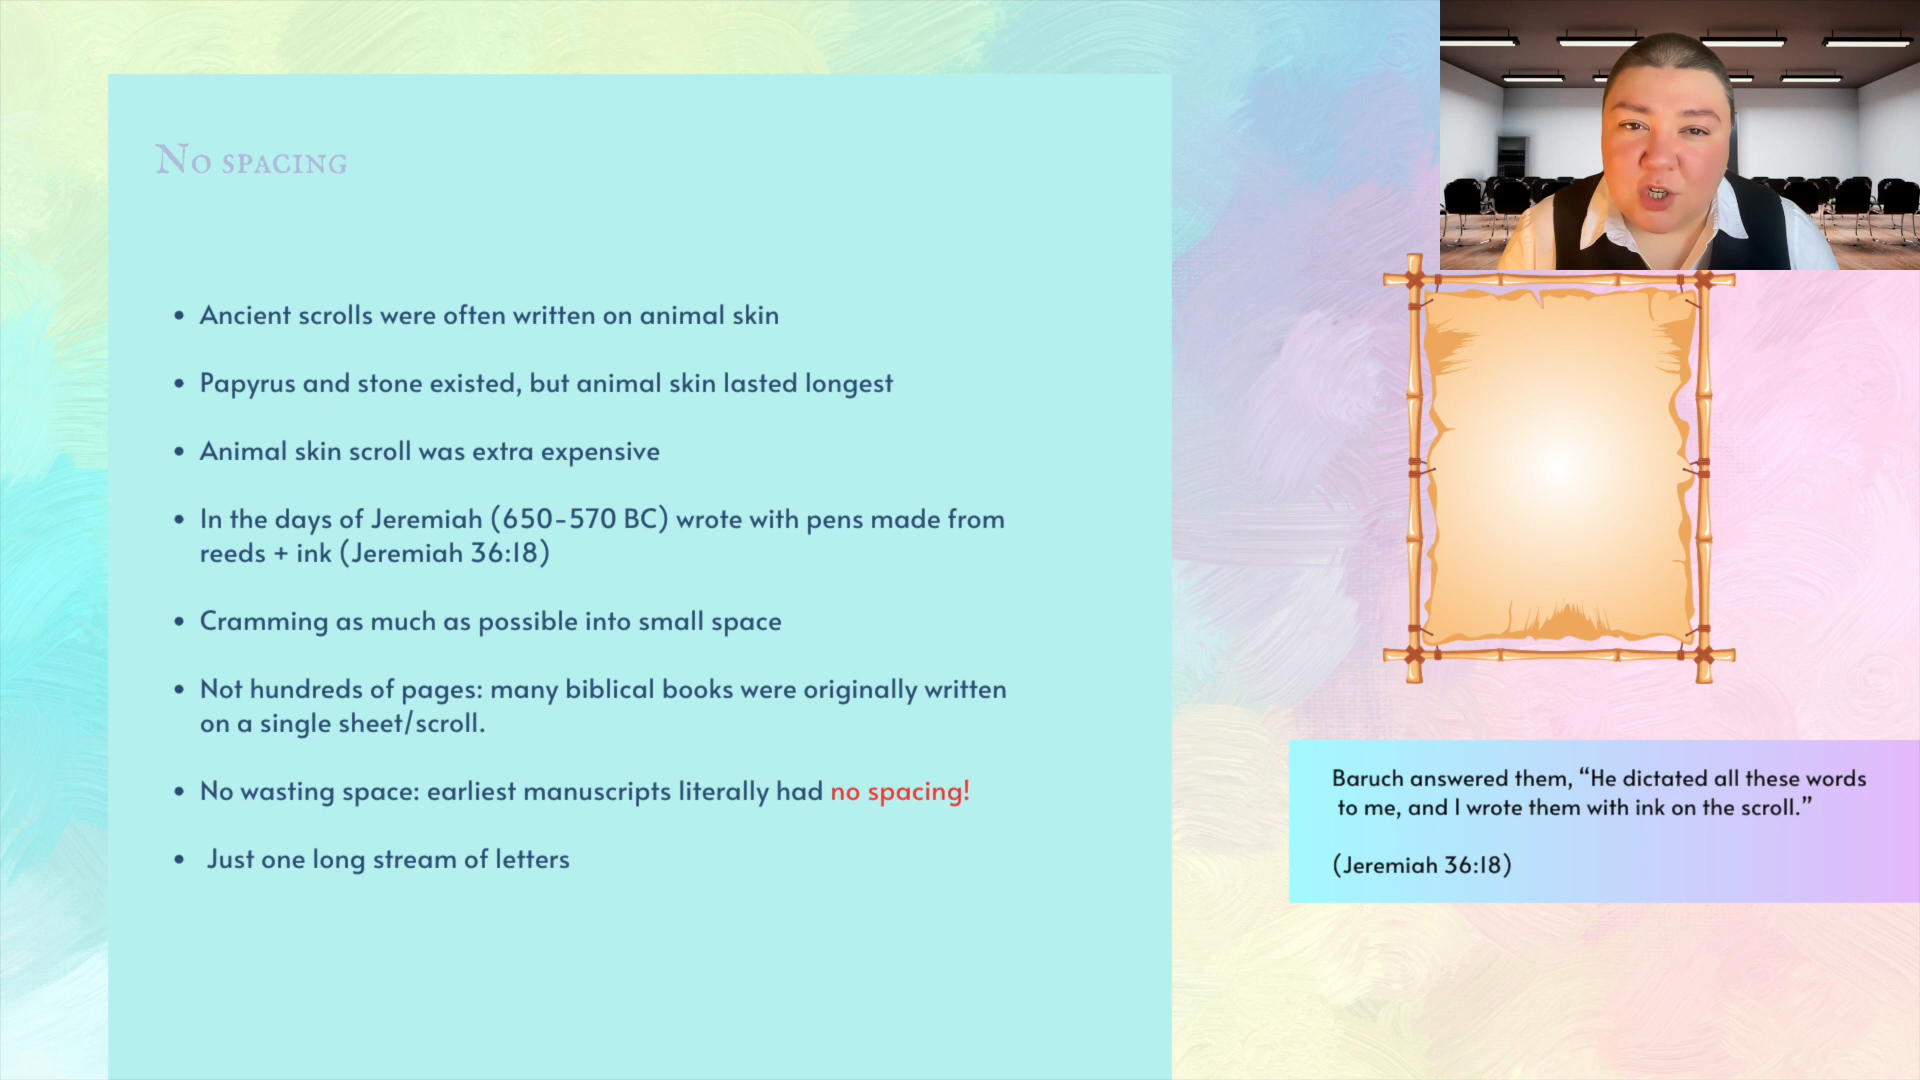 No spacing
• Ancient scrolls were often written on animal skin
• Papyrus and stone existed, but animal skin lasted longest
• Animal skin scroll was extra expensive
• In the days of Jeremiah (650-570 BC) wrote with pens made from
reeds + ink (Jeremiah 36:18)
• Cramming as much as possible into small space
• Not hundreds of pages: many biblical books were originally written
on a single sheet/scroll.
• No wasting space: earliest manuscripts literally had no spacing!
• Just one long stream of letters
Baruch answered them, “He dictated all these words
to me, and I wrote them with ink on the scroll.”
(Jeremiah 36:18)